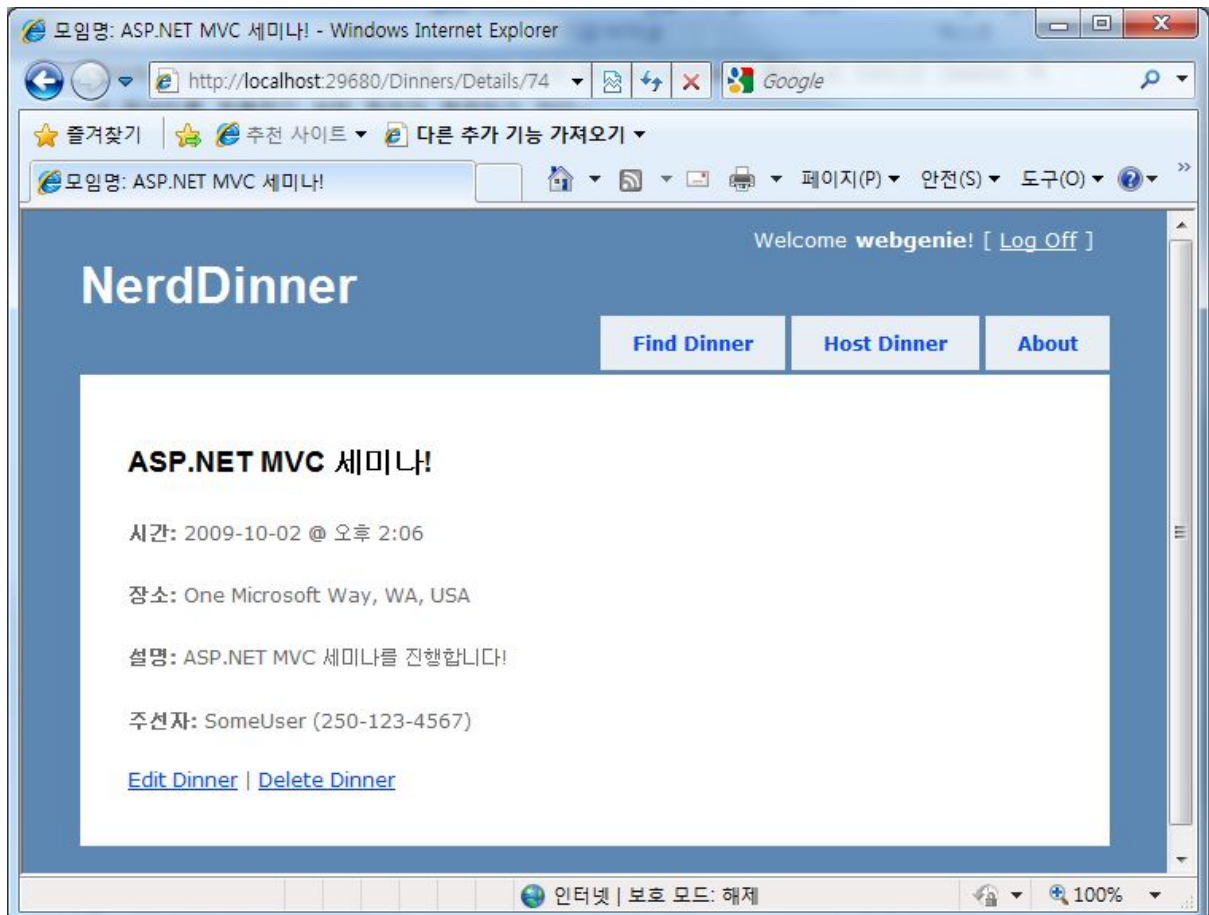 모임명: ASP.NET MVC 세미나! - Windows Internet Explorer
http://localhost:29680/Dinners/Details/74
Google
즐겨찾기
추천 사이트
다른 추가 기능 가져오기
모임명: ASP.NET MVC 세미나!
페이지(P)
안전(S)
도구(O)
Welcome webgenie! [ Log Off ]
NerdDinner
Find Dinner
Host Dinner
About
ASP.NET MVC 세미나!
시간: 2009-10-02 @ 오후 2:06
장소: One Microsoft Way, WA, USA
설명: ASP.NET MVC 세미나를 진행합니다!
주선자: SomeUser (250-123-4567)
Edit Dinner | Delete Dinner
인터넷 | 보호 모드: 해제
100%